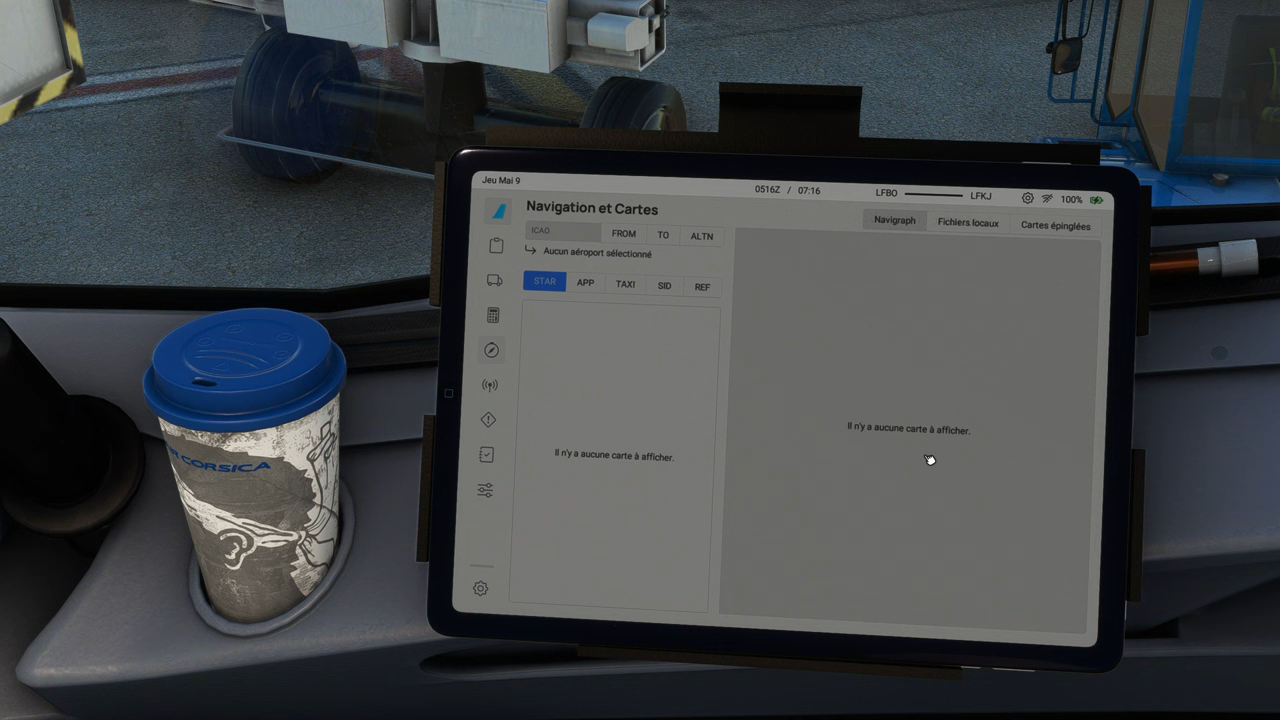 Jeu Mai 9
0516Z / 07:16
LFBO
LFKJ
100%
Navigation et Cartes
Navigraph
Fichiers locaux
Cartes épinglées
ICAO
FROM
TO
ALTN
Aucun aéroport sélectionné
STAR
APP
TAXI
SID
REF
Il n'y a aucune carte à afficher.
Il n'y a aucune carte à afficher.
CORSICA